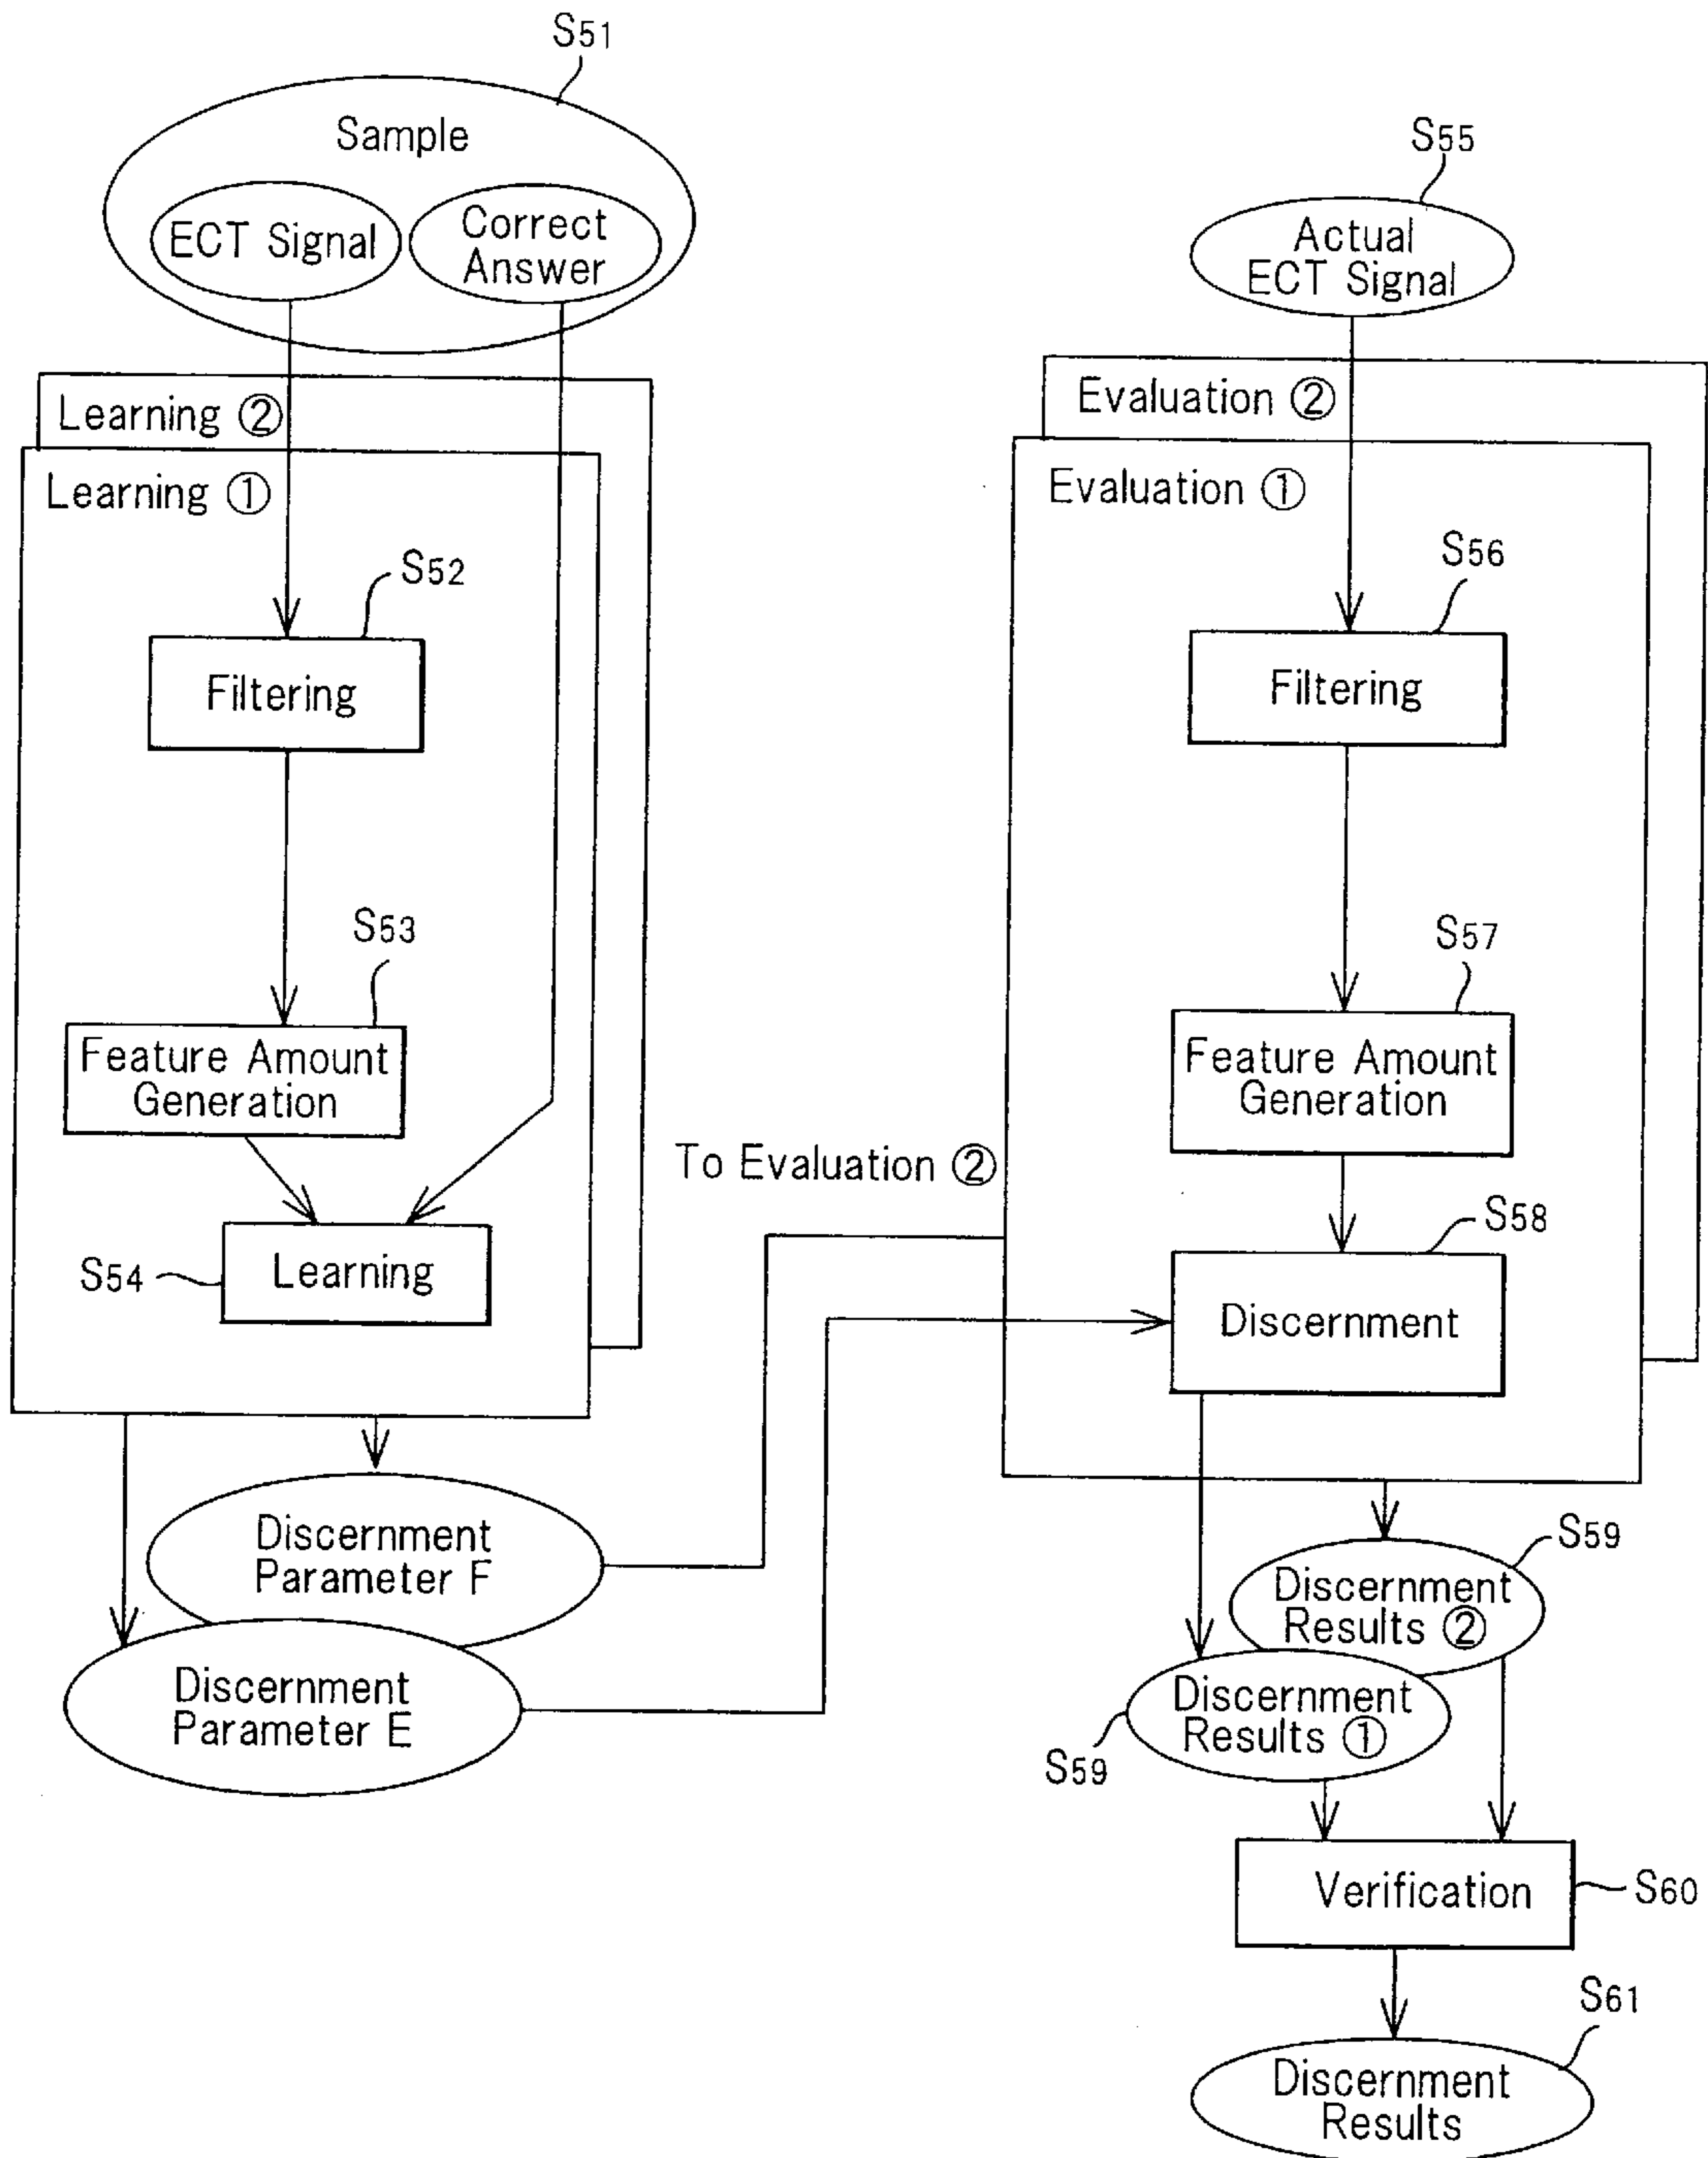 S51
Sample
ECT Signal
Correct
Answer
Learning ②
Learning ①
S52
Filtering
S53
Feature Amount
Generation
S54
Learning
Discernment
Parameter F
Discernment
Parameter E
To Evaluation ②
S55
Actual
ECT Signal
Evaluation ②
Evaluation ①
S56
Filtering
S57
Feature Amount
Generation
S58
Discernment
S59
Discernment
Results ②
Discernment
Results ①
S59
Verification
S60
S61
Discernment
Results